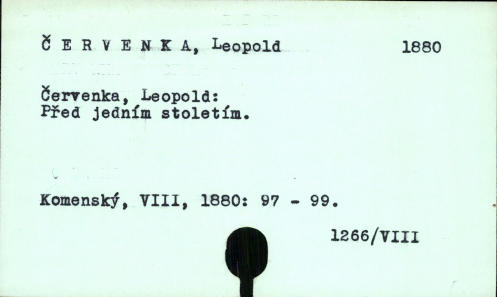 Č E R V E N K A, Leopold 1880
Červenka, Leopold:
Před jedním stoletím.
Komenský, VIII, 1880: 97 - 99.
1266/VIII